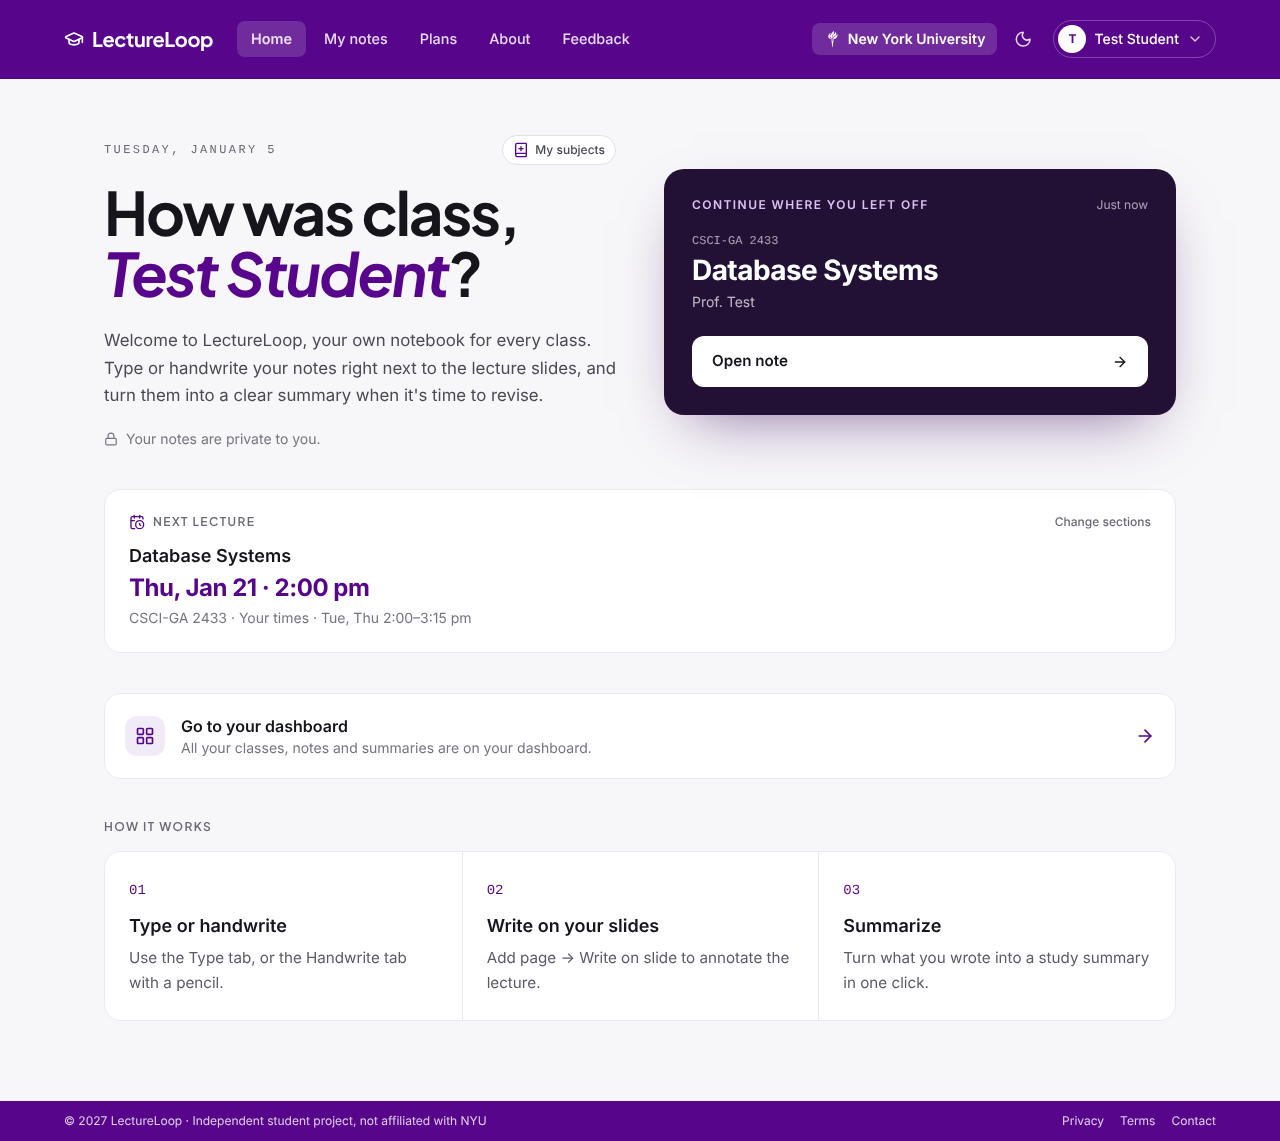 LectureLoop
Home
My notes
Plans
About
Feedback
New York University
T
Test Student
TUESDAY, JANUARY 5
My subjects
How was class,
Test Student?
Welcome to LectureLoop, your own notebook for every class.
Type or handwrite your notes right next to the lecture slides, and
turn them into a clear summary when it's time to revise.
Your notes are private to you.
CONTINUE WHERE YOU LEFT OFF
Just now
CSCI-GA 2433
Database Systems
Prof. Test
Open note
NEXT LECTURE
Change sections
Database Systems
Thu, Jan 21 · 2:00 pm
CSCI-GA 2433 · Your times · Tue, Thu 2:00–3:15 pm
Go to your dashboard
All your classes, notes and summaries are on your dashboard.
HOW IT WORKS
01
Type or handwrite
Use the Type tab, or the Handwrite tab
with a pencil.
02
Write on your slides
Add page → Write on slide to annotate the
lecture.
03
Summarize
Turn what you wrote into a study summary
in one click.
© 2027 LectureLoop · Independent student project, not affiliated with NYU
Privacy
Terms
Contact